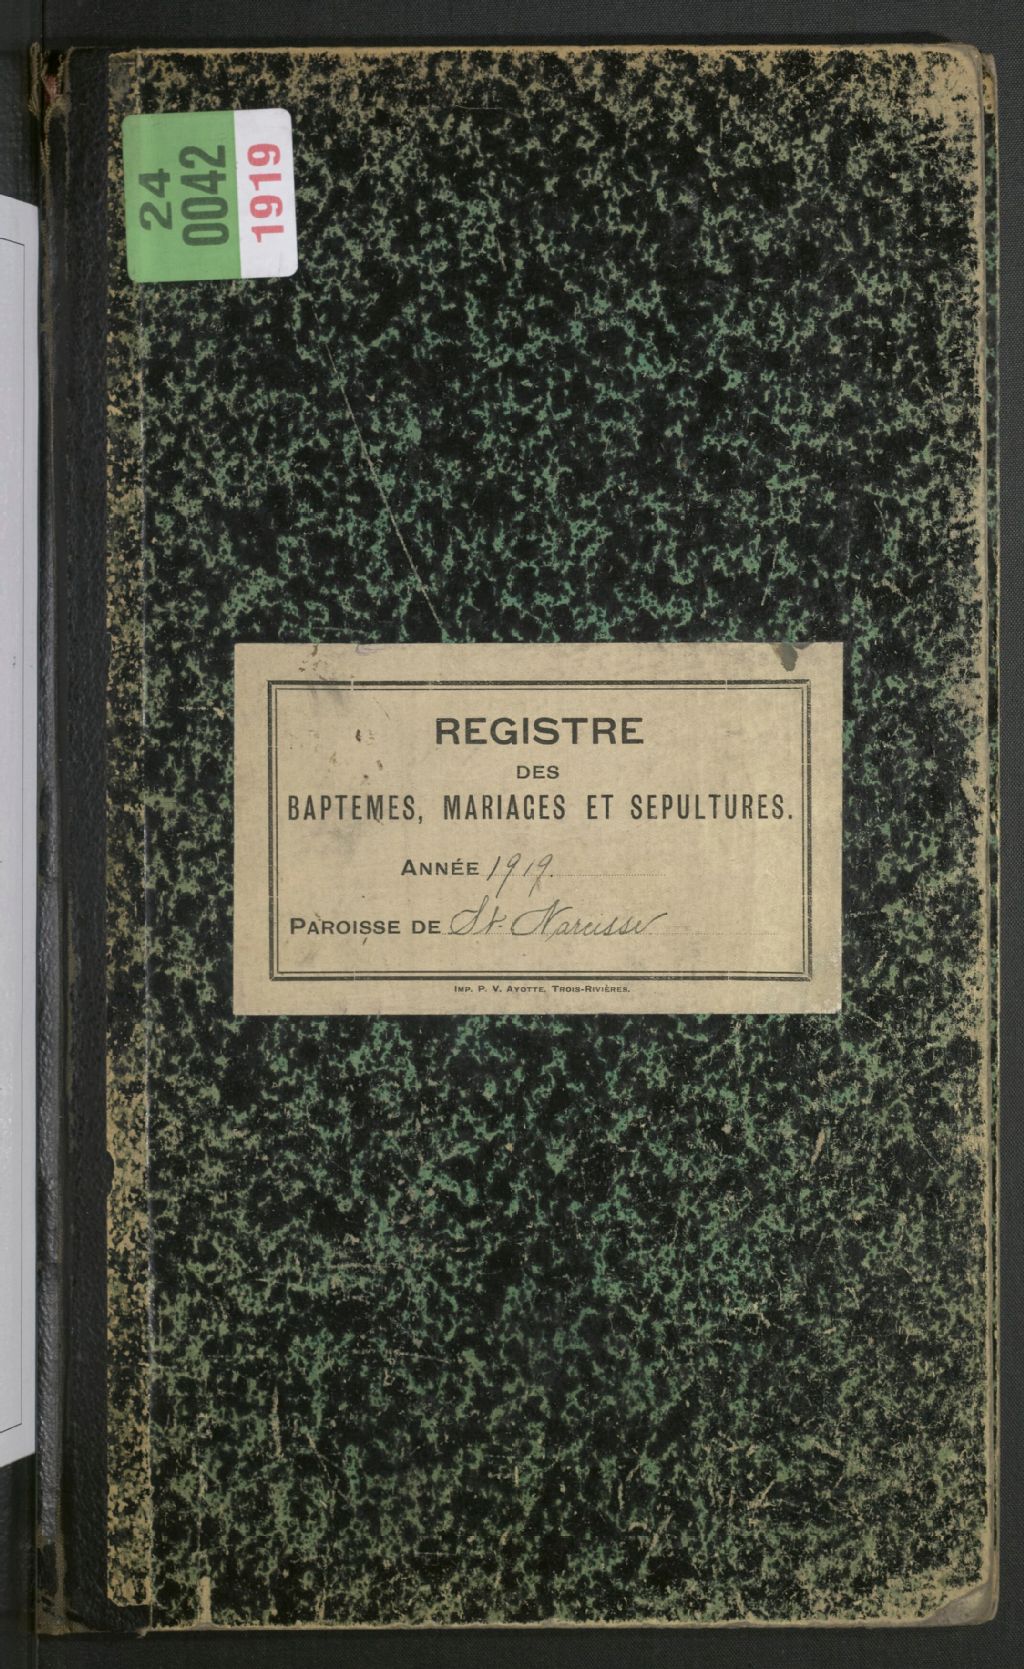 24
0042
1919
REGISTRE
DES
BAPTEMES, MARIAGES ET SEPULTURES.
ANNÉE 1919.
PAROISSE DE St. Narcisse
IMP. P. V. AYOTTE, TROIS-RIVIÈRES.